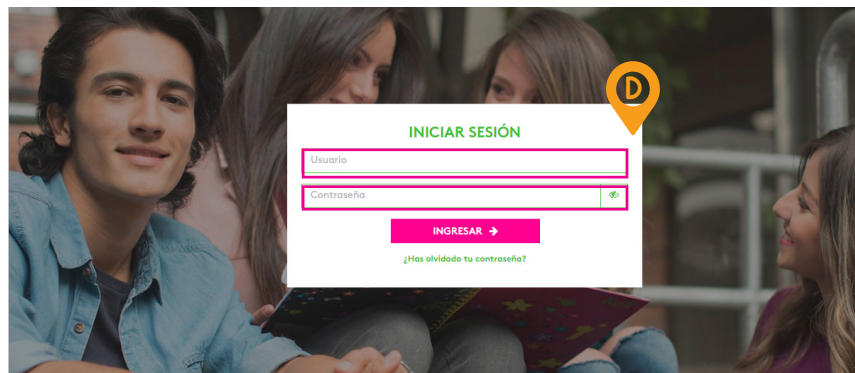 D
INICIAR SESIÓN
Usuario
Contraseña
INGRESAR →
¿Has olvidado tu contraseña?